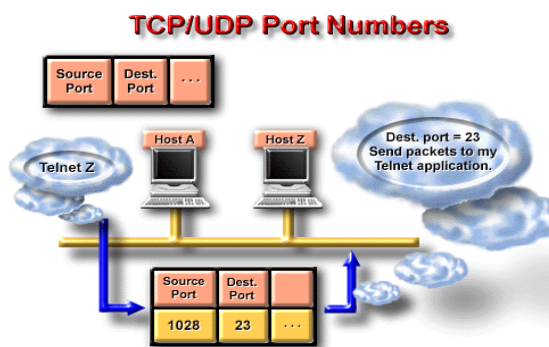 TCP/UDP Port Numbers
Source
Port
Dest.
Port
...
Telnet Z
Host A
Host Z
Dest. port = 23
Send packets to my
Telnet application.
Source
Port
Dest.
Port
1028
23
...